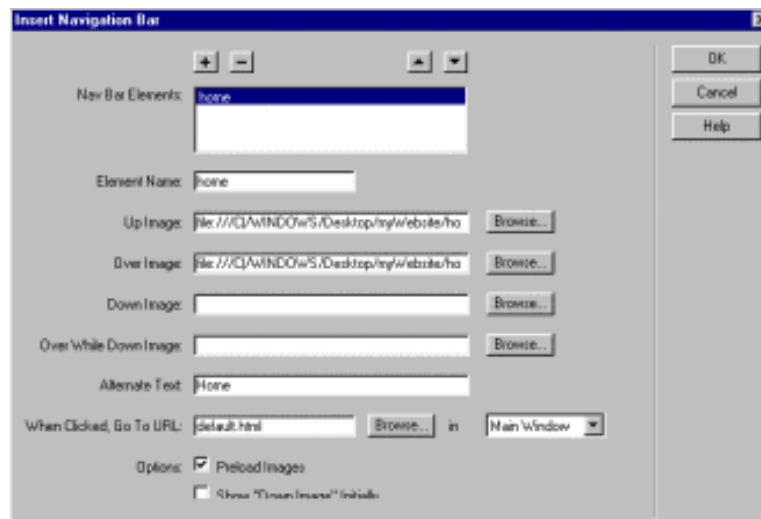 Insert Navigation Bar
OK
Nav Bar Elements: home
Cancel
Help
Element Name: home
Up Image: file:///C|/WINDOWS/Desktop/myWebsite/ho Browse...
Over Image: file:///C|/WINDOWS/Desktop/myWebsite/ho Browse...
Down Image: Browse...
Over While Down Image: Browse...
Alternate Text: Home
When Clicked, Go To URL: default.html Browse... in Main Window
Options: Preload Images
Show "Down Image" Initially